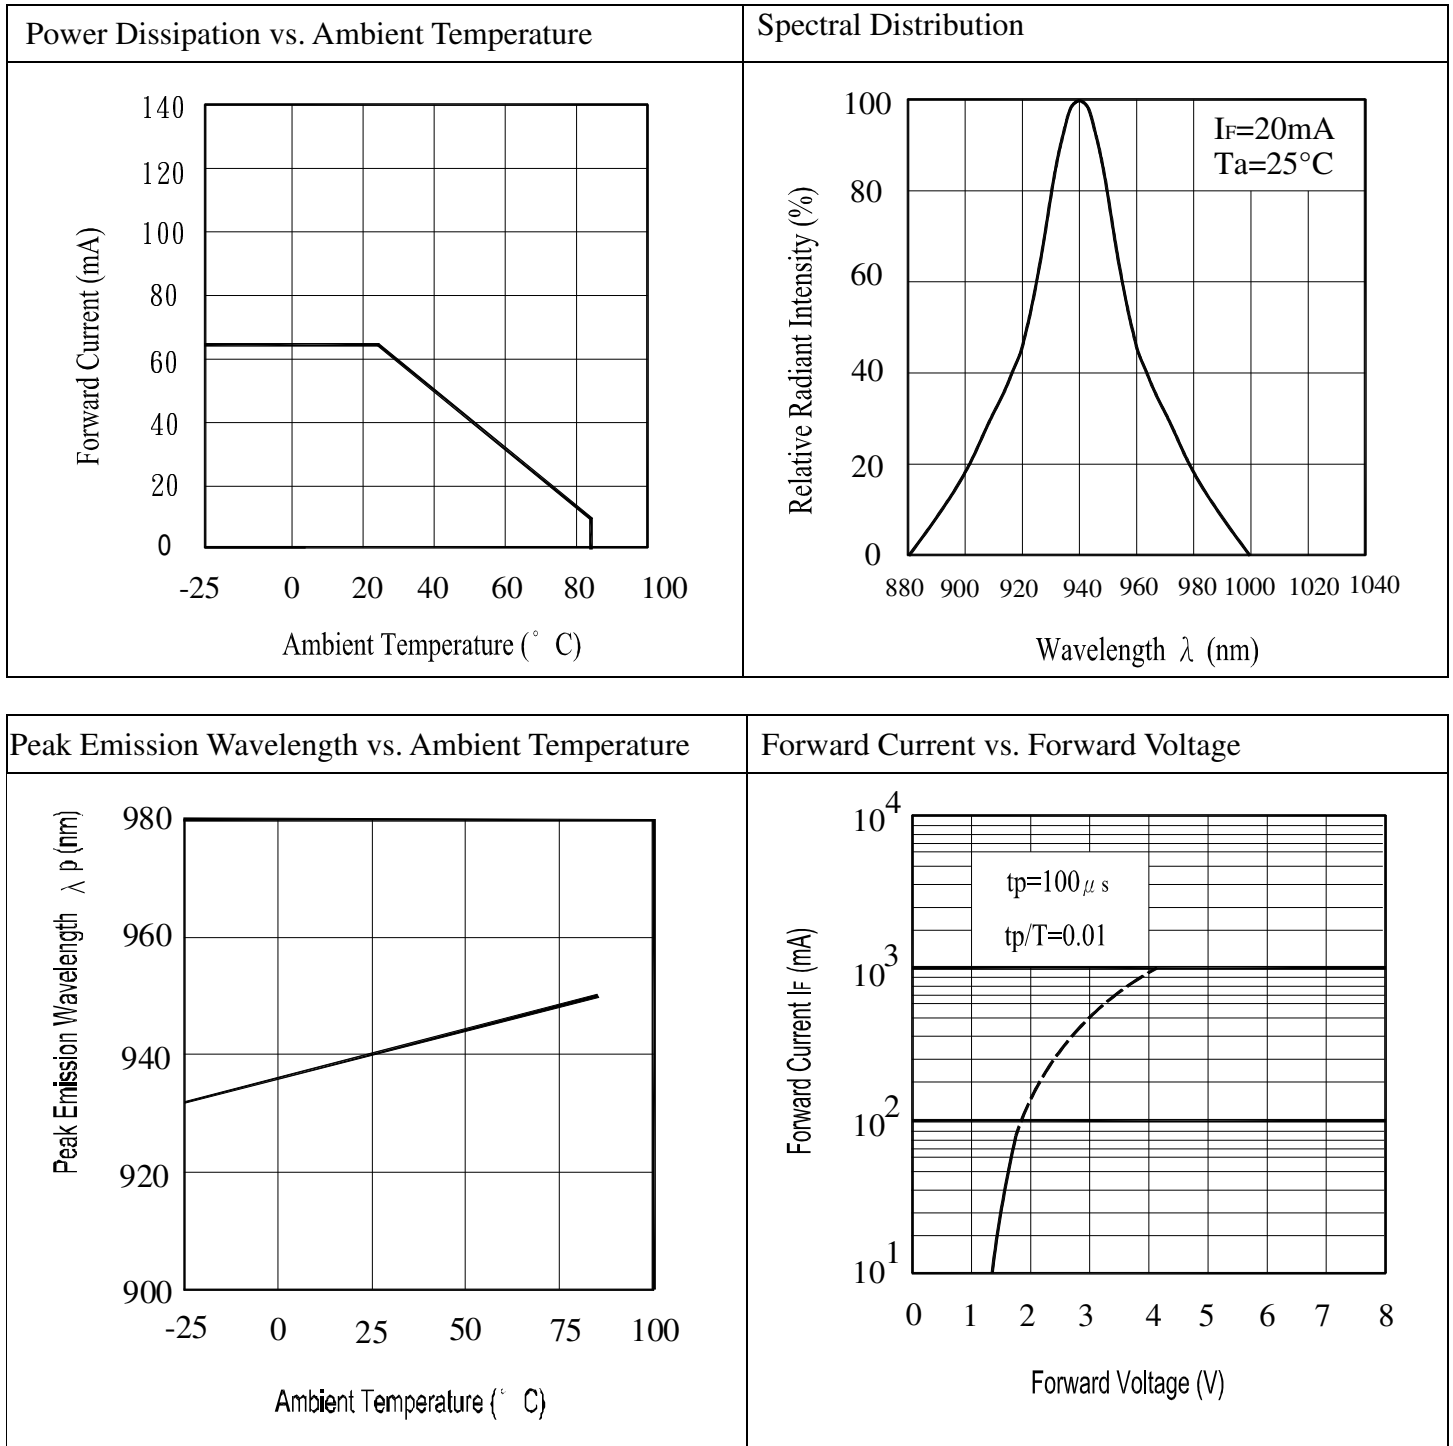 Power Dissipation vs. Ambient Temperature
140
120
100
80
60
40
20
0
-25 0 20 40 60 80 100
Forward Current (mA)
Ambient Temperature (° C)
Spectral Distribution
100
80
60
40
20
0
880 900 920 940 960 980 1000 1020 1040
IF=20mA
Ta=25°C
Relative Radiant Intensity (%)
Wavelength λ (nm)
Peak Emission Wavelength vs. Ambient Temperature
980
960
940
920
900
-25 0 25 50 75 100
Peak Emission Wavelength λ p (nm)
Ambient Temperature (° C)
Forward Current vs. Forward Voltage
10^4
10^3
10^2
10^1
0 1 2 3 4 5 6 7 8
tp=100μs
tp/T=0.01
Forward Current IF (mA)
Forward Voltage (V)